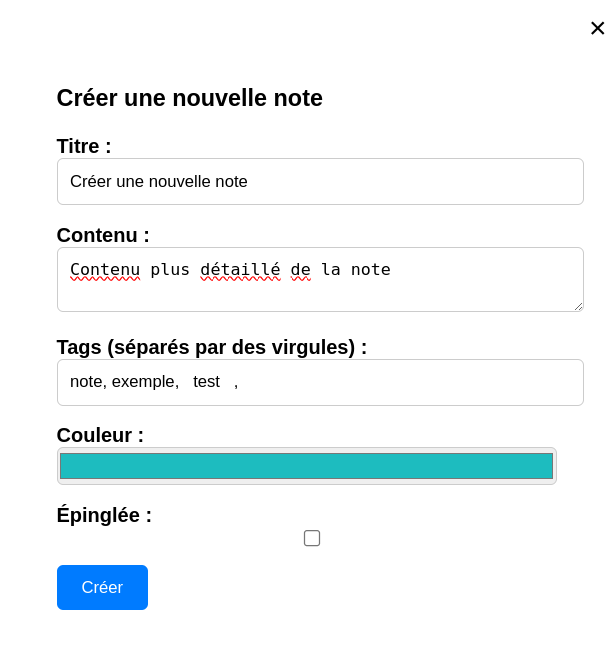 ×
Créer une nouvelle note
Titre :
Créer une nouvelle note
Contenu :
Contenu plus détaillé de la note
Tags (séparés par des virgules) :
note, exemple,   test   ,
Couleur :
Épinglée :
Créer